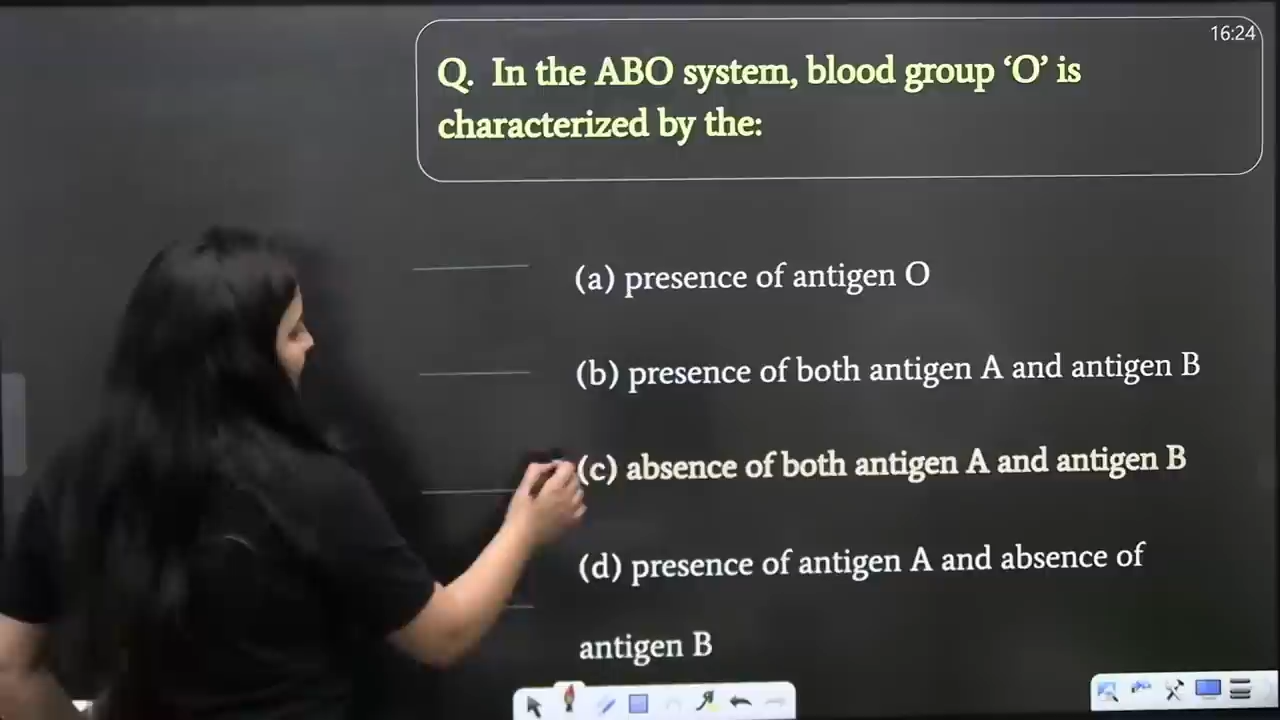 16:24
Q. In the ABO system, blood group ‘O’ is
characterized by the:
(a) presence of antigen O
(b) presence of both antigen A and antigen B
(c) absence of both antigen A and antigen B
(d) presence of antigen A and absence of
antigen B